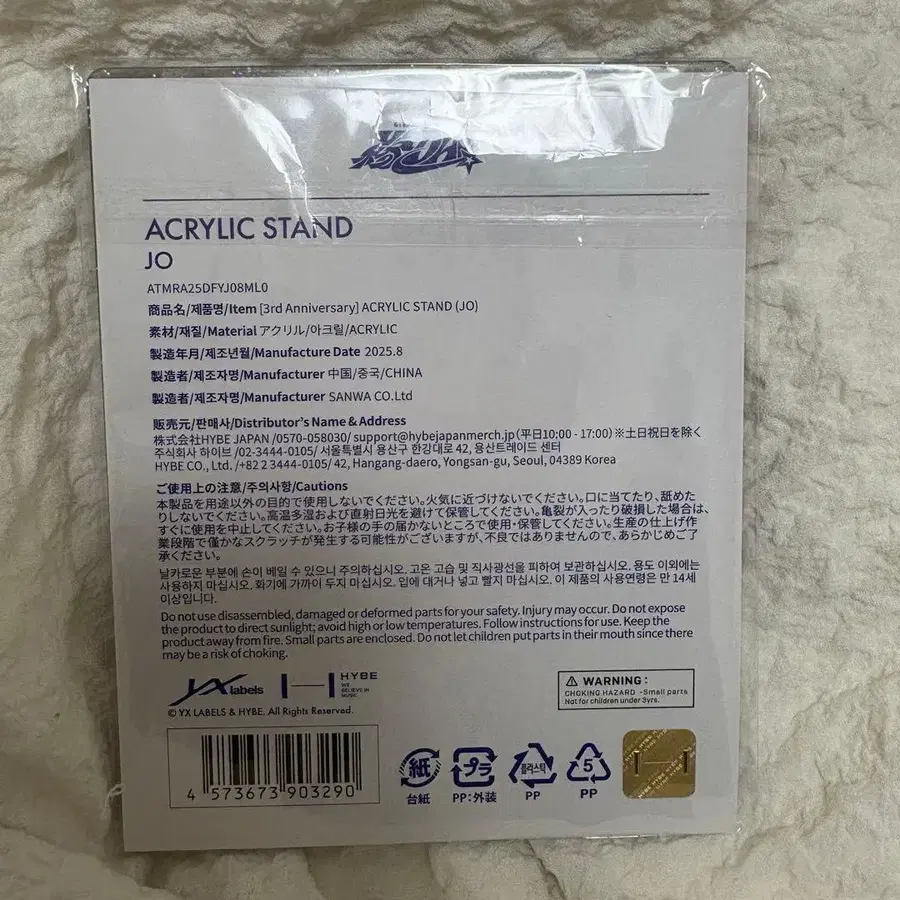 ACRYLIC STAND
JO
ATMRA25DFYJ08ML0
商品名/제품명/Item [3rd Anniversary] ACRYLIC STAND (JO)
素材/재질/Material アクリル/아크릴/ACRYLIC
製造年月/제조년월/Manufacture Date 2025.8
製造者/제조자명/Manufacturer 中国/중국/CHINA
製造者/제조자명/Manufacturer SANWA CO.Ltd
販売元/판매사/Distributor's Name & Address
株式会社HYBE JAPAN /0570-058030/ support@hybejapanmerch.jp (平日10:00 - 17:00) ※土日祝日を除く
주식회사 하이브 /02-3444-0105/ 서울특별시 용산구 한강대로 42, 용산트레이드 센터
HYBE CO., Ltd. /+82 2 3444-0105/ 42, Hangang-daero, Yongsan-gu, Seoul, 04389 Korea
ご使用上の注意/주의사항/Cautions
本製品を用途以外の目的で使用しないでください。火気に近づけないでください。口に当てたり、舐めた
りしないでください。高温多湿および直射日光を避けて保管してください。亀裂が入ったり破損した場合は、
すぐに使用を中止してください。お子様の手の届かないところで使用・保管してください。生産の仕上げ作
業段階で僅かなスクラッチが発生する可能性がございますが、不良ではありませんので、あらかじめご了
承ください。
날카로운 부분에 손이 베일 수 있으니 주의하십시오. 고온 고습 및 직사광선을 피하여 보관하십시오. 용도 이외에는
사용하지 마십시오. 화기에 가까이 두지 마십시오. 입에 대거나 넣고 빨지 마십시오. 이 제품의 사용연령은 만 14세
이상입니다.
Do not use disassembled, damaged or deformed parts for your safety. Injury may occur. Do not expose
the product to direct sunlight; avoid high or low temperatures. Follow instructions for use. Keep the
product away from fire. Small parts are enclosed. Do not let children put parts in their mouth since there
may be a risk of choking.
YX labels
HYBE
WE
BELIEVE IN
MUSIC
© YX LABELS & HYBE. All Rights Reserved.
⚠ WARNING :
CHOKING HAZARD -Small parts
Not for children under 3yrs.
4 573673 903290
紙
台紙
プラ
PP:外装
플라스틱
PP
5
PP